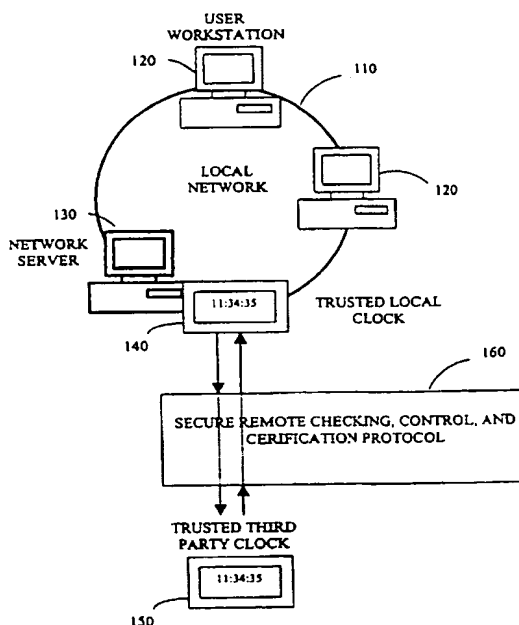 USER
WORKSTATION
120
110
LOCAL
NETWORK
120
130
NETWORK
SERVER
11:34:35
TRUSTED LOCAL
CLOCK
140
160
SECURE REMOTE CHECKING, CONTROL, AND
CERIFICATION PROTOCOL
TRUSTED THIRD
PARTY CLOCK
11:34:35
150